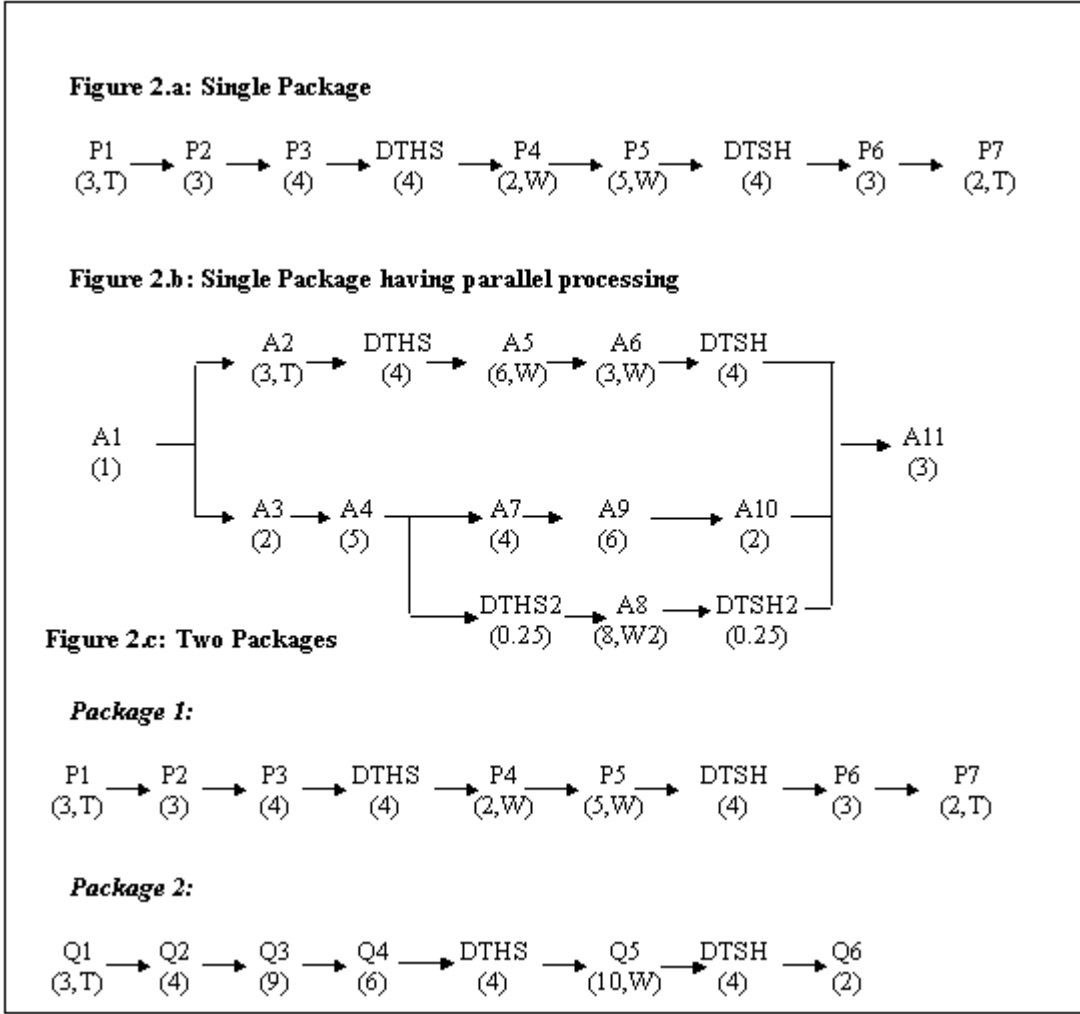 Figure 2.a: Single Package
P1 P2 P3 DTHS P4 P5 DTSH P6 P7
(3,T) (3) (4) (4) (2,W) (5,W) (4) (3) (2,T)
Figure 2.b: Single Package having parallel processing
A2 DTHS A5 A6 DTSH
(3,T) (4) (6,W) (3,W) (4)
A1 A11
(1) (3)
A3 A4 A7 A9 A10
(2) (5) (4) (6) (2)
DTHS2 A8 DTSH2
(0.25) (8,W2) (0.25)
Figure 2.c: Two Packages
Package 1:
P1 P2 P3 DTHS P4 P5 DTSH P6 P7
(3,T) (3) (4) (4) (2,W) (5,W) (4) (3) (2,T)
Package 2:
Q1 Q2 Q3 Q4 DTHS Q5 DTSH Q6
(3,T) (4) (9) (6) (4) (10,W) (4) (2)